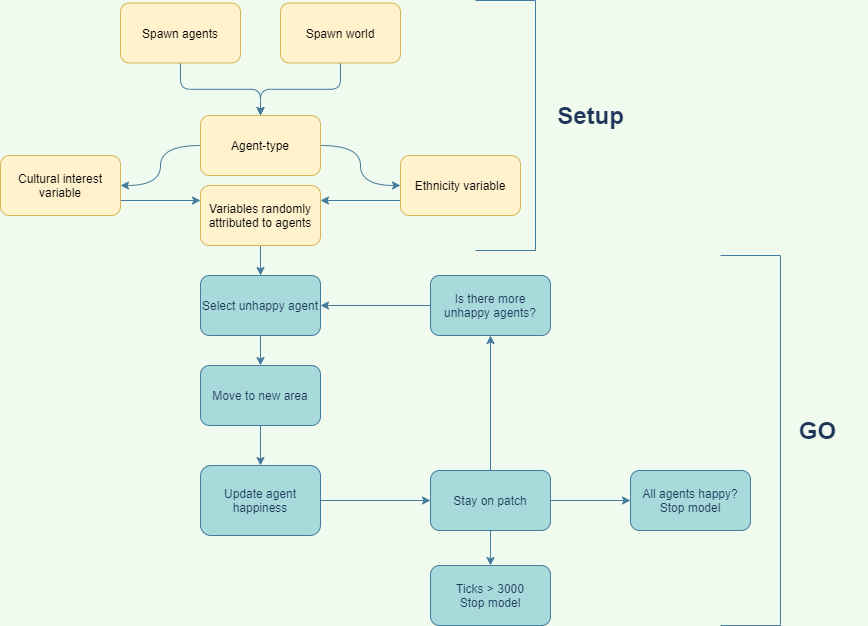 Spawn agents
Spawn world
Setup
Agent-type
Cultural interest
variable
Ethnicity variable
Variables randomly
attributed to agents
Select unhappy agent
Is there more
unhappy agents?
Move to new area
GO
Update agent
happiness
Stay on patch
All agents happy?
Stop model
Ticks > 3000
Stop model